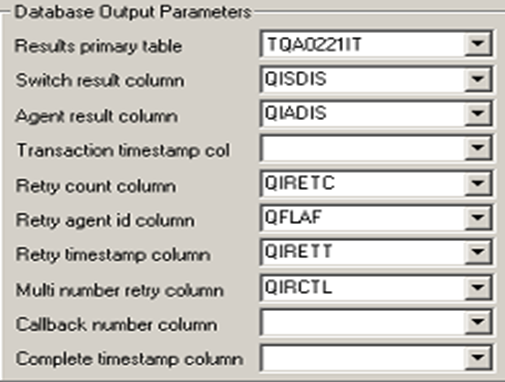 Database Output Parameters
Results primary table TQA0221IT
Switch result column QISDIS
Agent result column QIADIS
Transaction timestamp col
Retry count column QIRETC
Retry agent id column QFLAF
Retry timestamp column QIRETT
Multi number retry column QIRCTL
Callback number column
Complete timestamp column